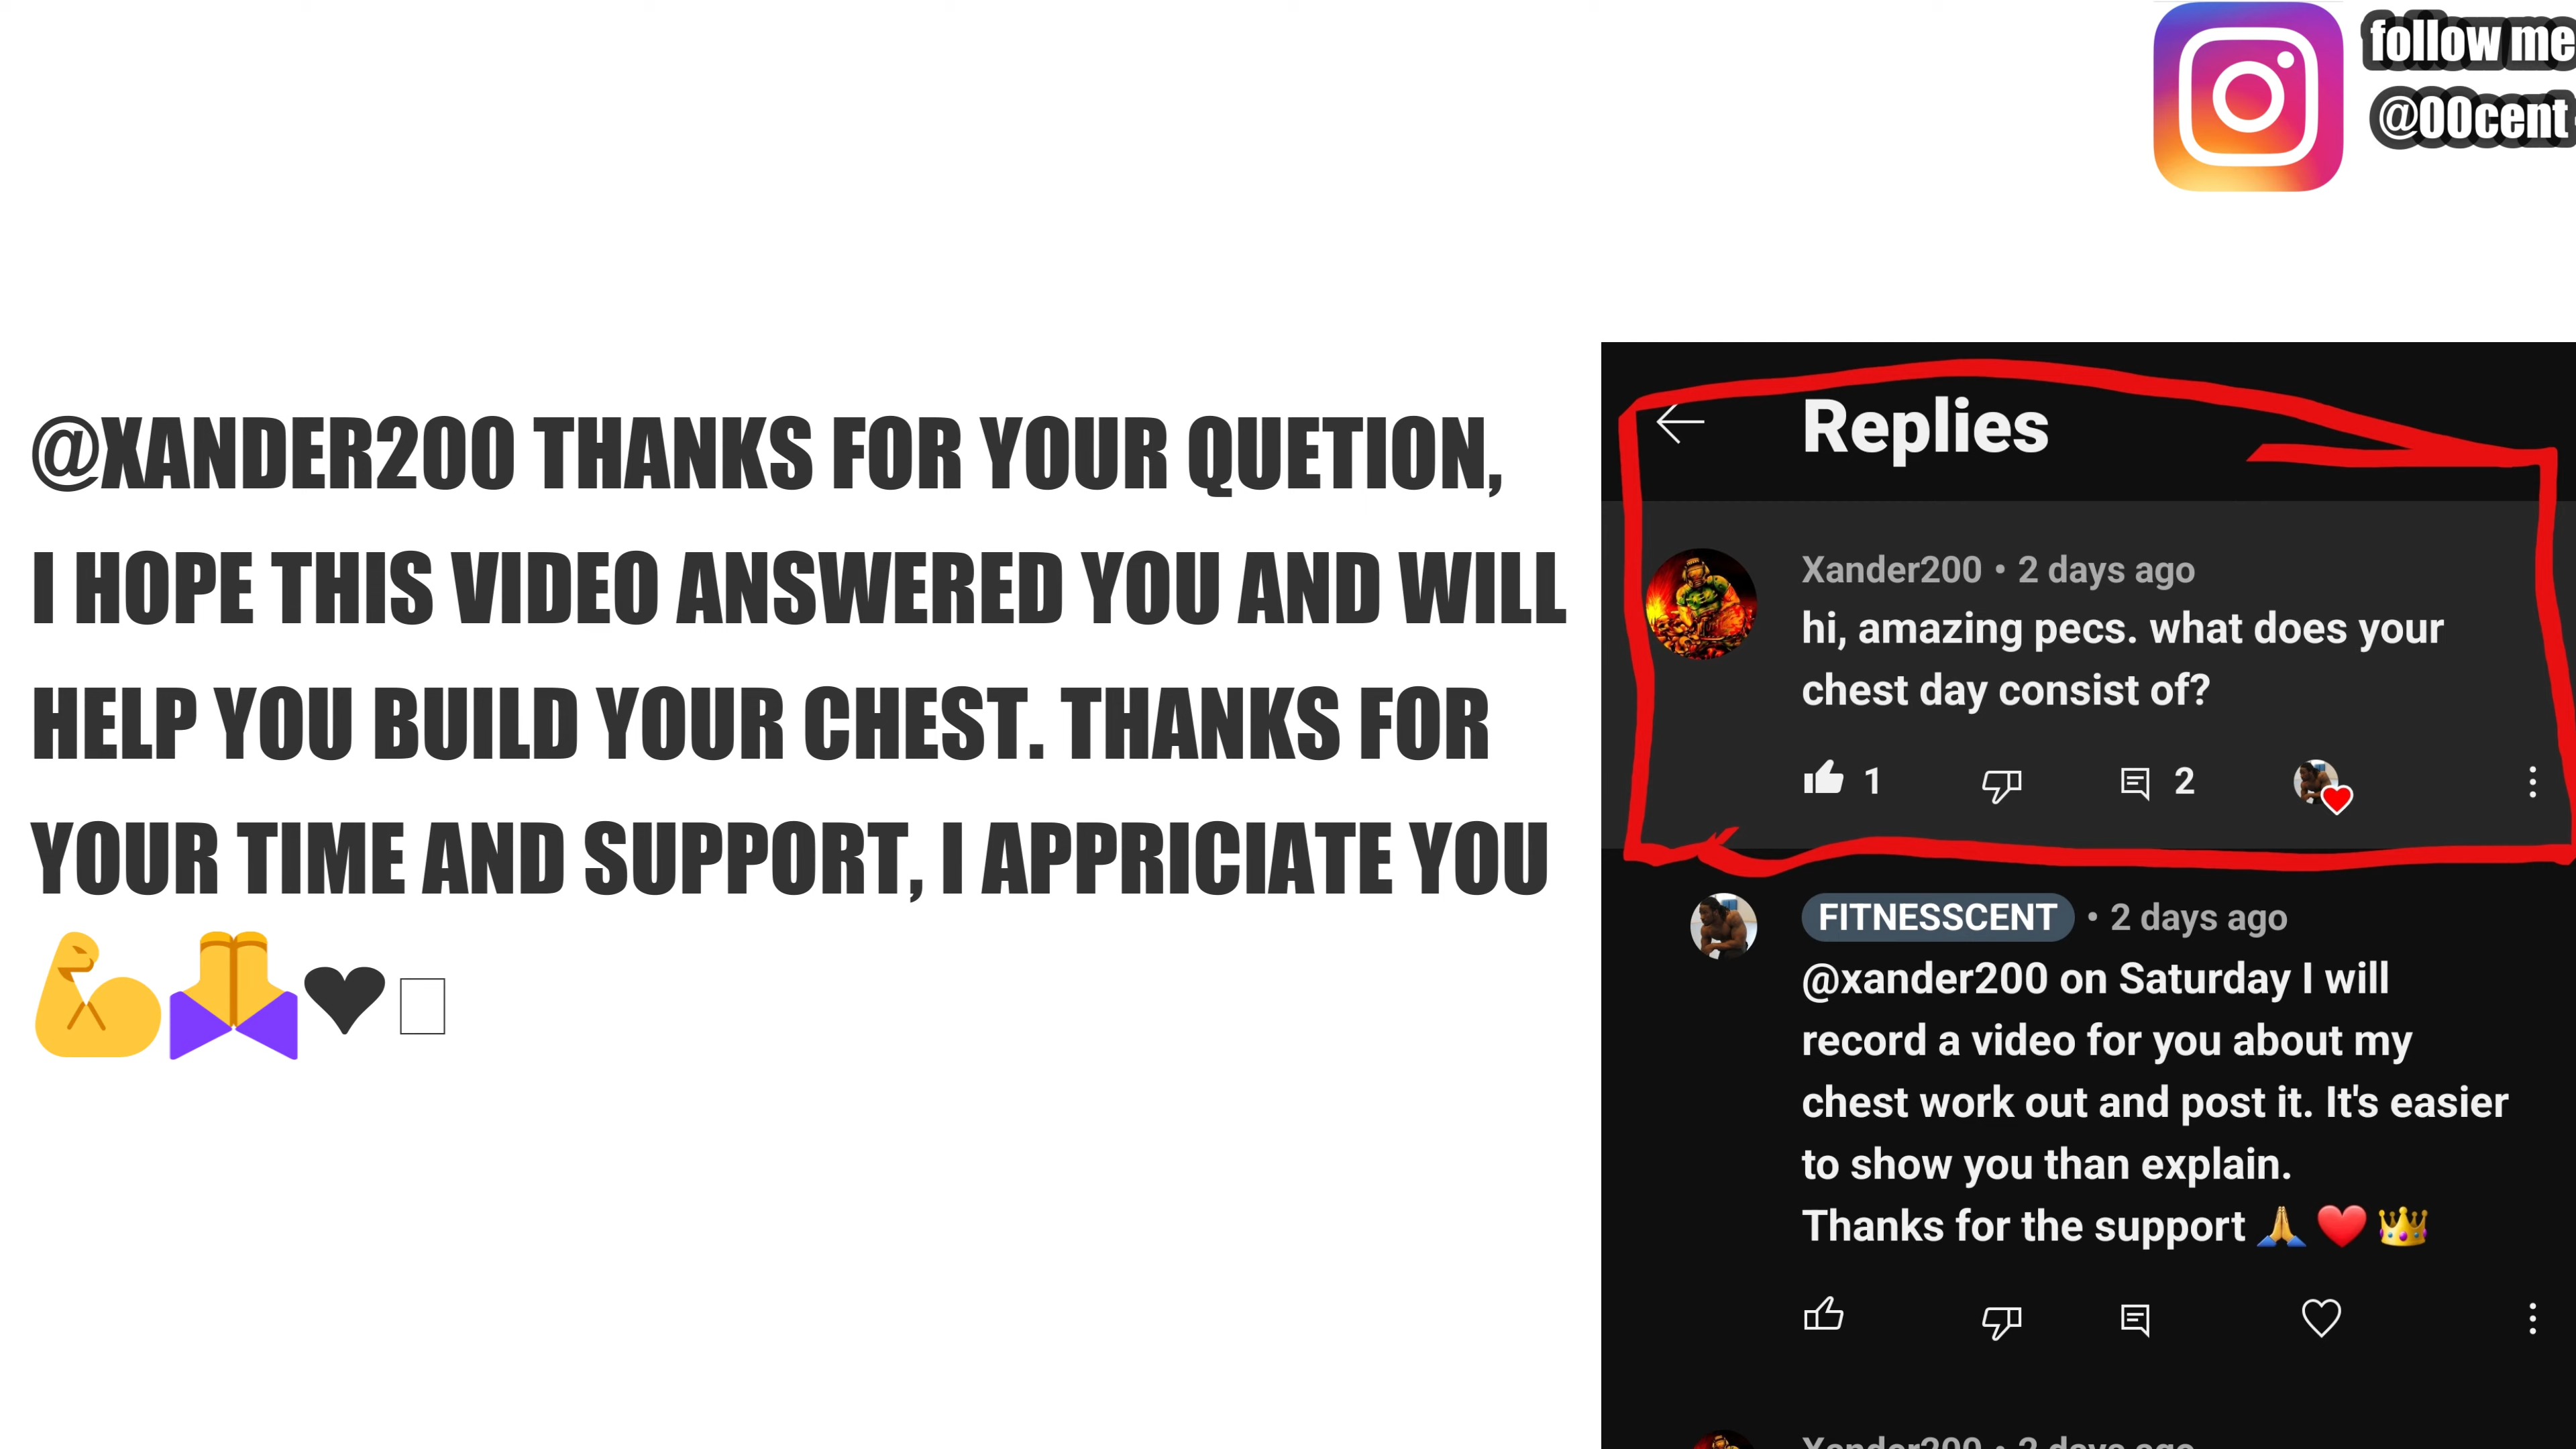 follow me
@00cent
@XANDER200 THANKS FOR YOUR QUETION,
I HOPE THIS VIDEO ANSWERED YOU AND WILL
HELP YOU BUILD YOUR CHEST. THANKS FOR
YOUR TIME AND SUPPORT, I APPRICIATE YOU
💪🙏❤
Replies
Xander200 • 2 days ago
hi, amazing pecs. what does your
chest day consist of?
1 2
FITNESSCENT • 2 days ago
@xander200 on Saturday I will
record a video for you about my
chest work out and post it. It's easier
to show you than explain.
Thanks for the support 🙏❤️👑
Xander200 • 2 days ago